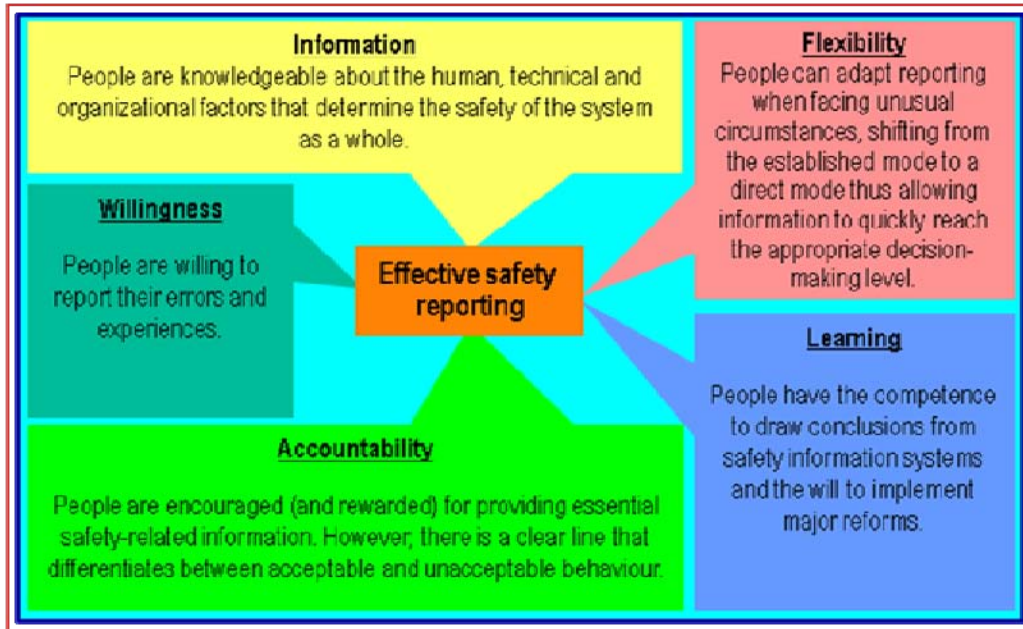 Information
People are knowledgeable about the human, technical and
organizational factors that determine the safety of the system
as a whole.
Flexibility
People can adapt reporting
when facing unusual
circumstances, shifting from
the established mode to a
direct mode thus allowing
information to quickly reach
the appropriate decision-
making level.
Willingness
People are willing to
report their errors and
experiences.
Effective safety
reporting
Learning
People have the competence
to draw conclusions from
safety information systems
and the will to implement
major reforms.
Accountability
People are encouraged (and rewarded) for providing essential
safety-related information. However, there is a clear line that
differentiates between acceptable and unacceptable behaviour.